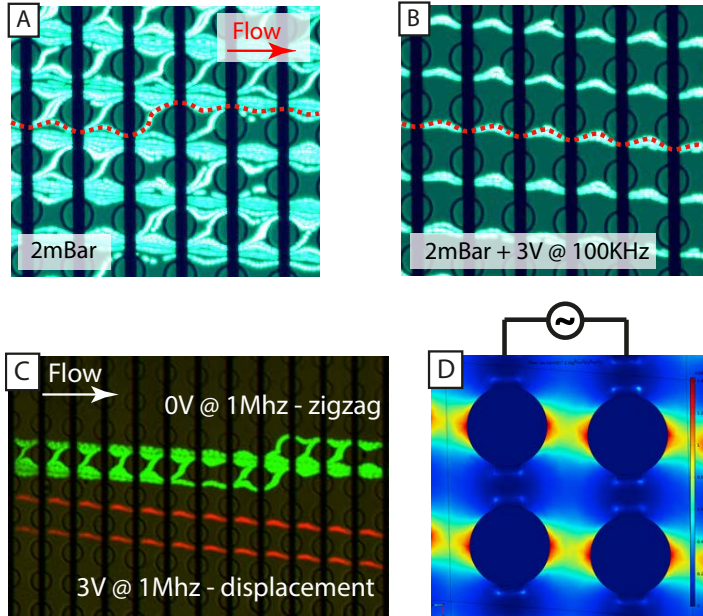 A
Flow
2mBar
B
2mBar + 3V @ 100KHz
C
Flow
0V @ 1Mhz - zigzag
3V @ 1Mhz - displacement
~
D